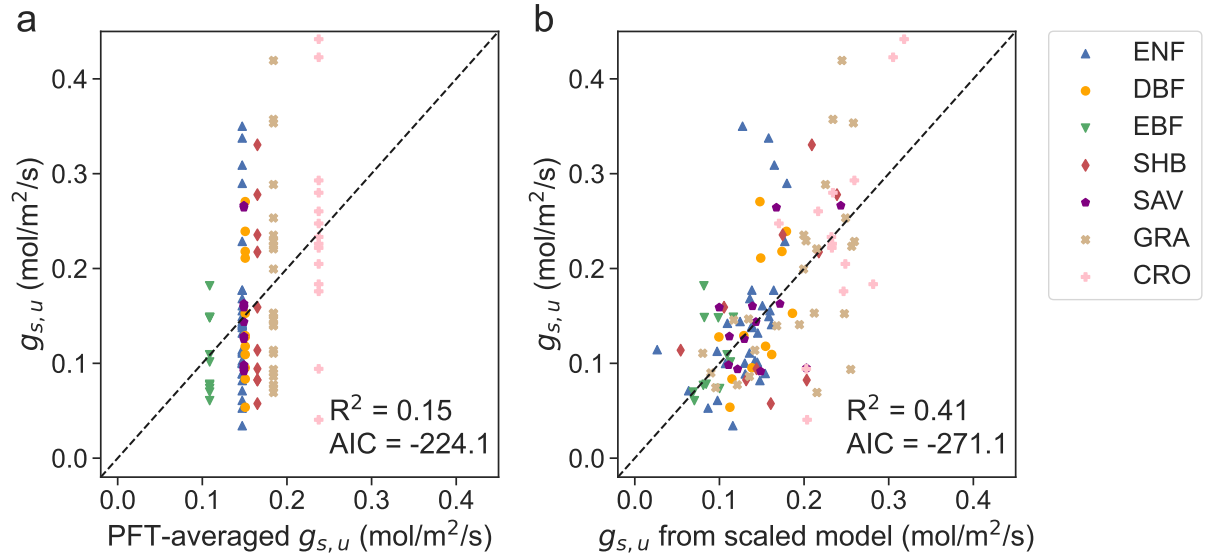 a
g_{s,u} (mol/m²/s)
0.4
0.3
0.2
0.1
0.0
R² = 0.15
AIC = -224.1
0.0 0.1 0.2 0.3 0.4
PFT-averaged g_{s,u} (mol/m²/s)
b
g_{s,u} (mol/m²/s)
0.4
0.3
0.2
0.1
0.0
R² = 0.41
AIC = -271.1
0.0 0.1 0.2 0.3 0.4
g_{s,u} from scaled model (mol/m²/s)
ENF
DBF
EBF
SHB
SAV
GRA
CRO